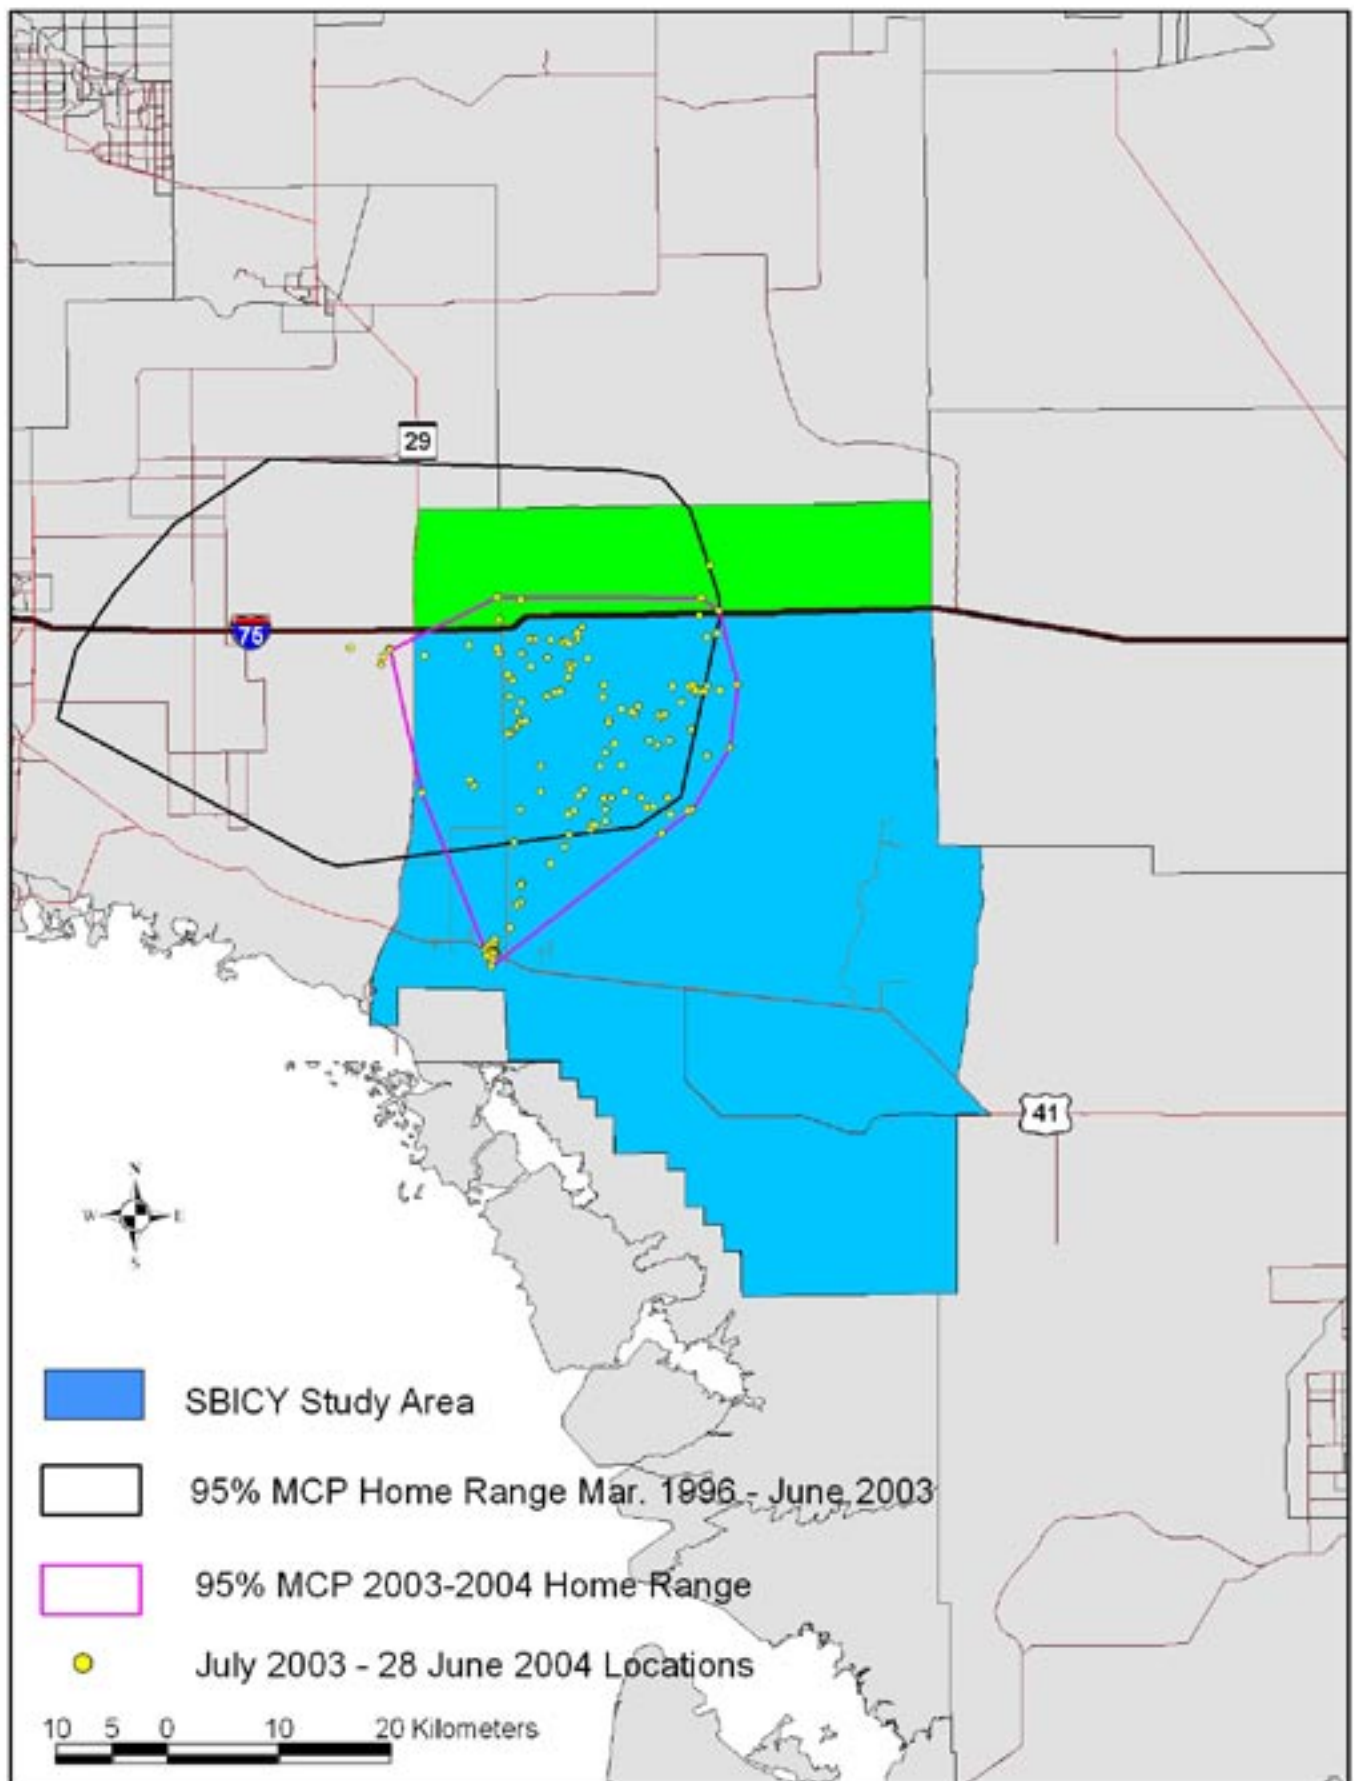 29
75
41
N
W E
S
SBICY Study Area
95% MCP Home Range Mar. 1996 - June 2003
95% MCP 2003-2004 Home Range
July 2003 - 28 June 2004 Locations
10 5 0 10 20 Kilometers